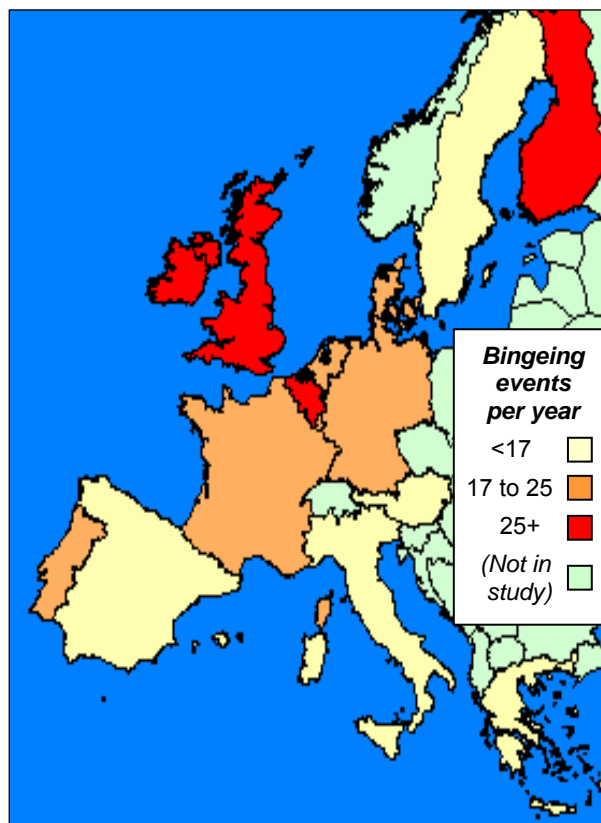 Bingeing
events
per year
<17
17 to 25
25+
(Not in
study)